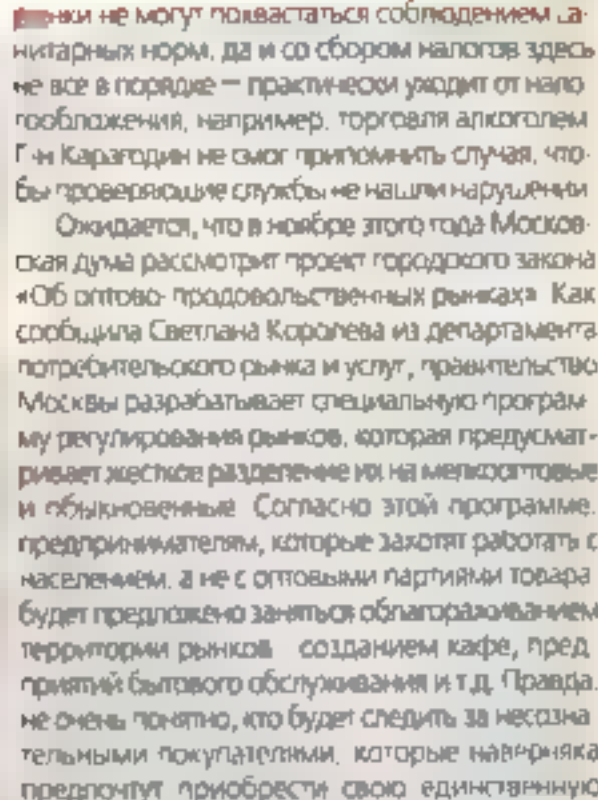 рынки не могут похвастаться соблюдением са-
нитарных норм, да и со сбором налогов здесь
не все в порядке — практически уходит от нало
гообложения, например, торговля алкоголем
Г-н Карагодин не смог припомнить случая, что-
бы проверяющие службы не нашли нарушений
Ожидается, что в ноябре этого года Москов-
ская дума рассмотрит проект городского закона
«Об оптово-продовольственных рынках» Как
сообщила Светлана Королева из департамента
потребительского рынка и услуг, правительство
Москвы разрабатывает специальную програм-
му регулирования рынков, которая предусмат-
ривает жесткое разделение их на мелкооптовые
и обыкновенные Согласно этой программе,
предпринимателям, которые захотят работать с
населением, а не с оптовыми партиями товара
будет предложено заняться облагораживанием
территории рынков созданием кафе, пред
приятий бытового обслуживания и т.д. Правда,
не очень понятно, кто будет следить за несозна
тельными покупателями, которые наверняка
предпочтут приобрести свою единственную